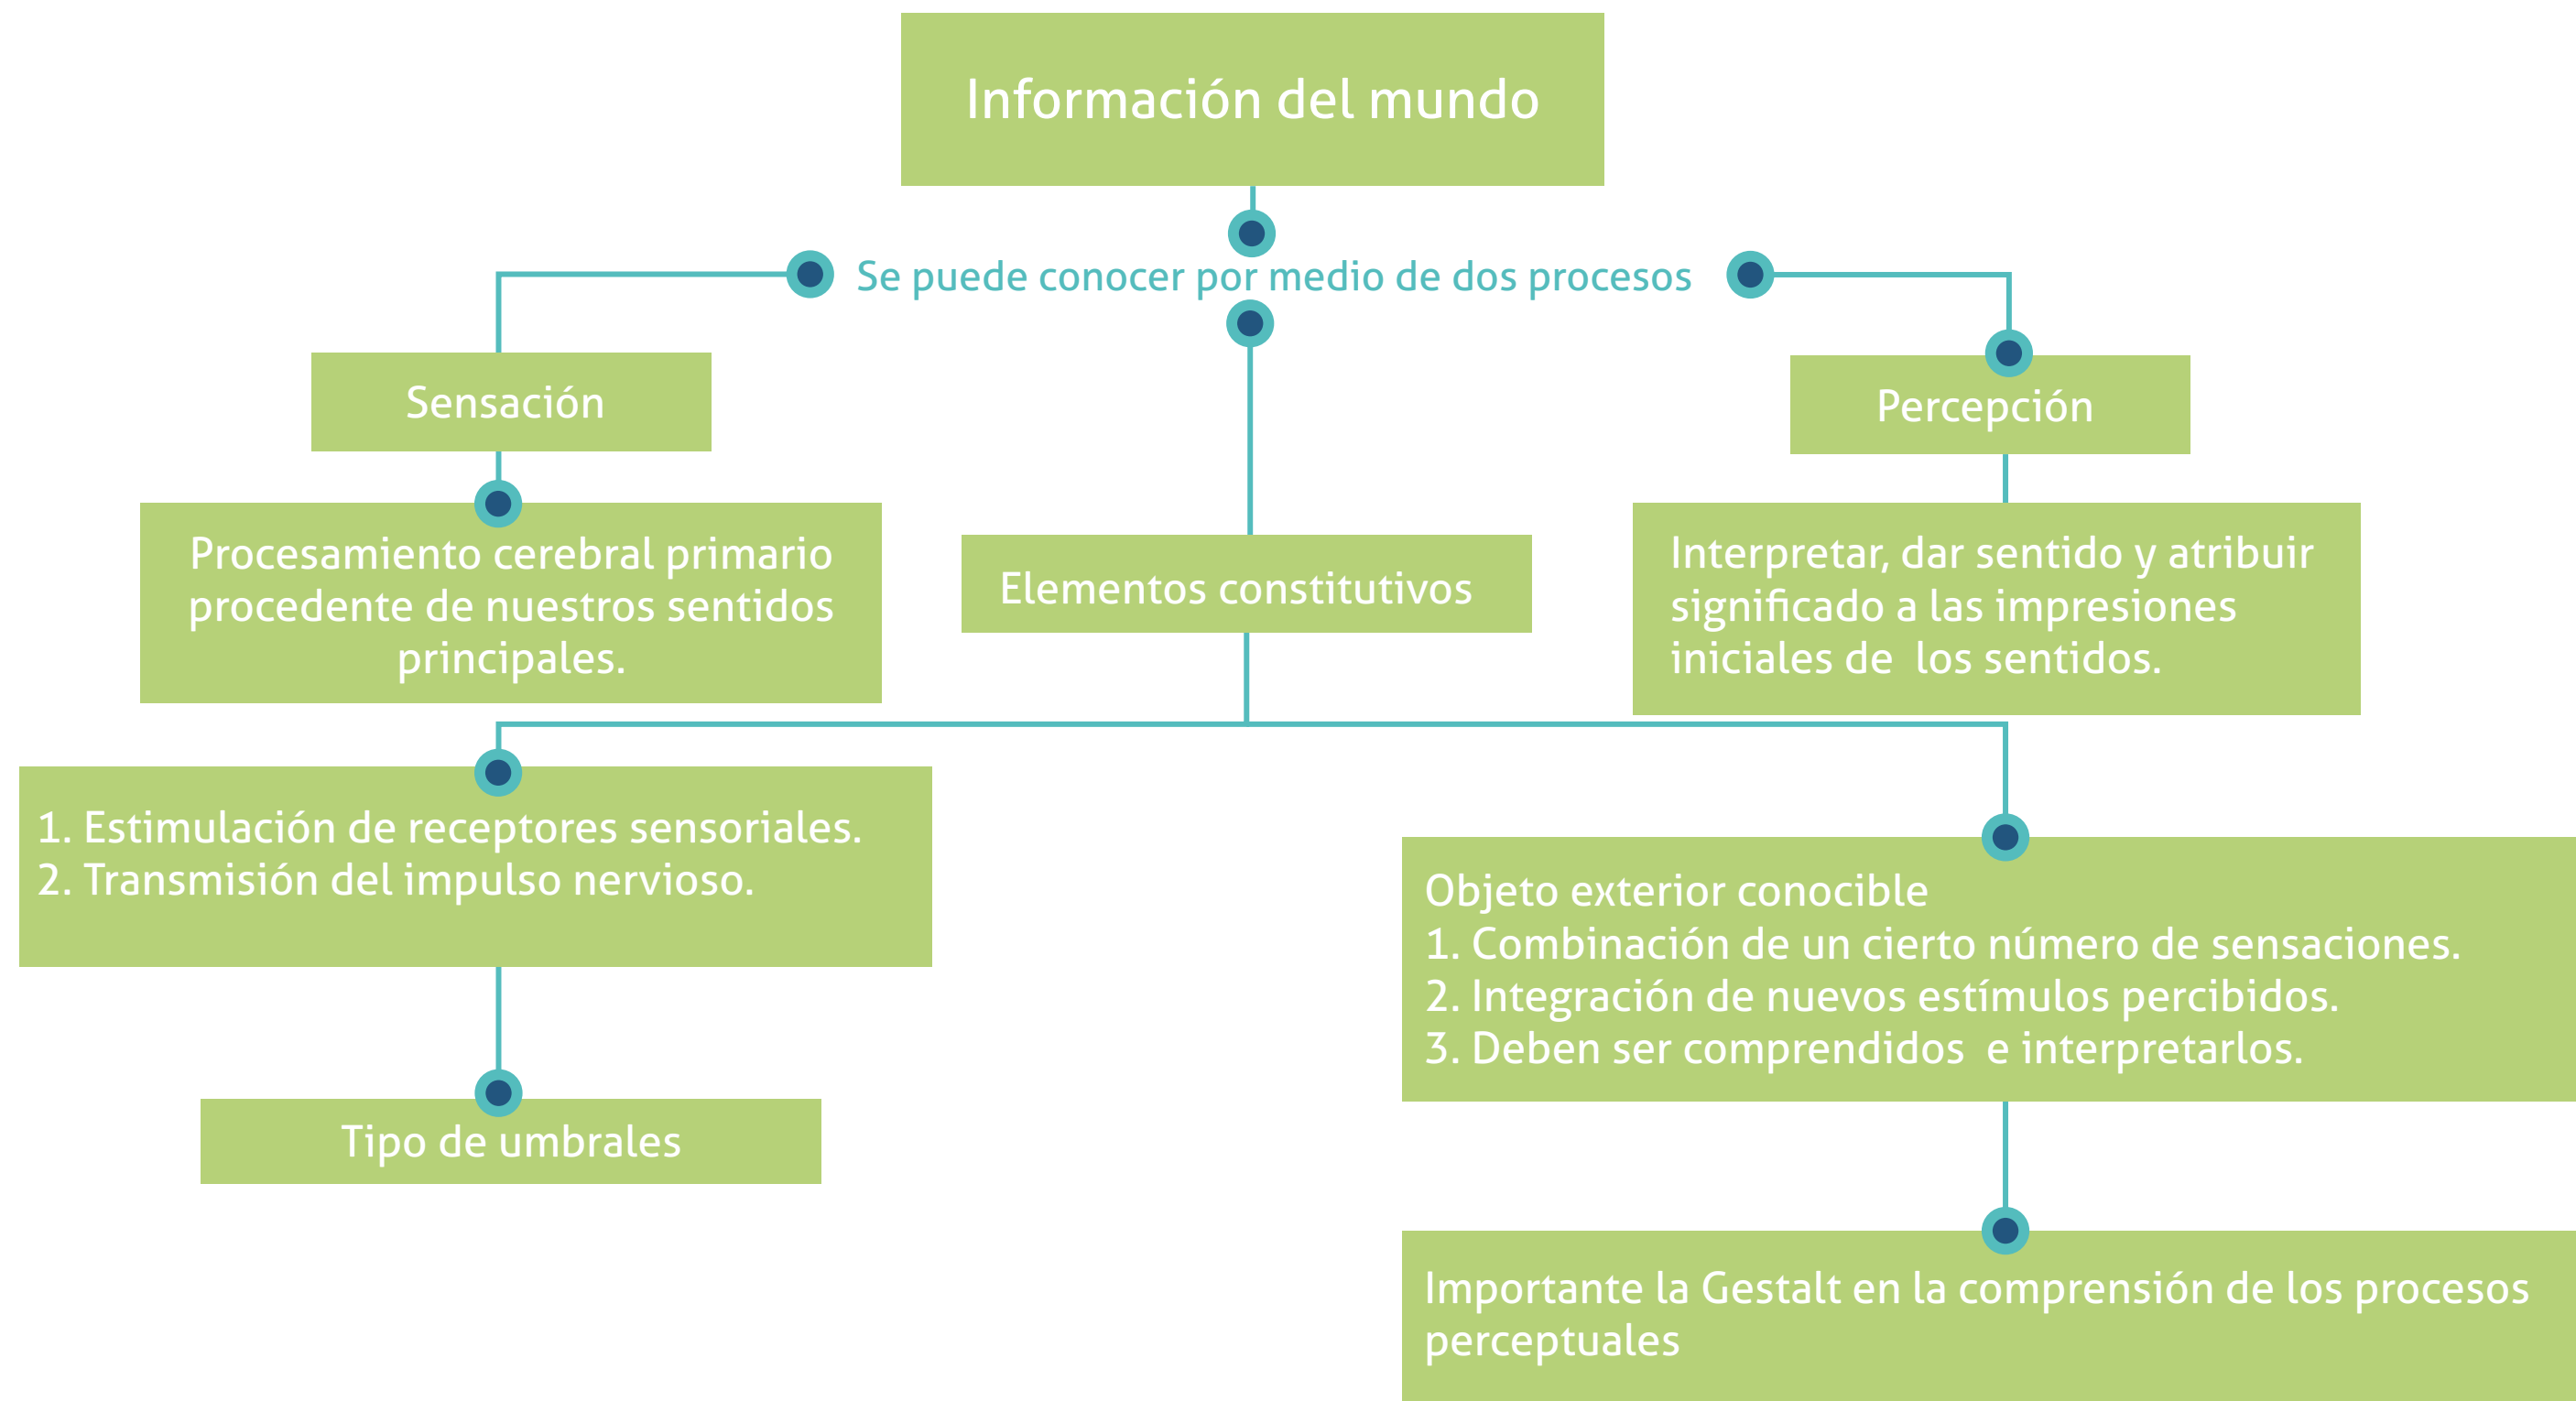 Información del mundo
Se puede conocer por medio de dos procesos
Sensación
Percepción
Procesamiento cerebral primario
procedente de nuestros sentidos
principales.
Elementos constitutivos
Interpretar, dar sentido y atribuir
significado a las impresiones
iniciales de  los sentidos.
1. Estimulación de receptores sensoriales.
2. Transmisión del impulso nervioso.
Objeto exterior conocible
1. Combinación de un cierto número de sensaciones.
2. Integración de nuevos estímulos percibidos.
3. Deben ser comprendidos  e interpretarlos.
Tipo de umbrales
Importante la Gestalt en la comprensión de los procesos
perceptuales